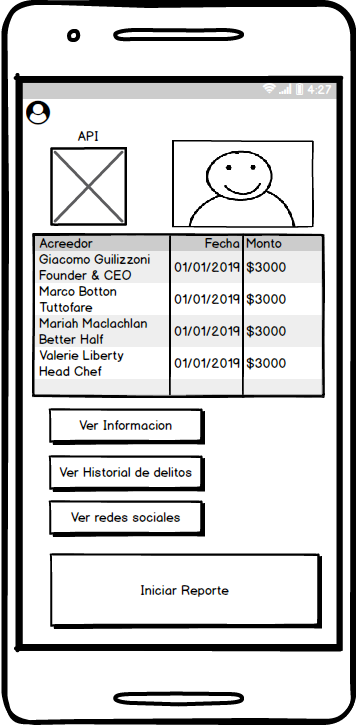 4:27
API
Acreedor Fecha Monto
Giacomo Guilizzoni
Founder & CEO 01/01/2019 $3000
Marco Botton
Tuttofare 01/01/2019 $3000
Mariah Maclachlan
Better Half 01/01/2019 $3000
Valerie Liberty
Head Chef 01/01/2019 $3000
Ver Informacion
Ver Historial de delitos
Ver redes sociales
Iniciar Reporte